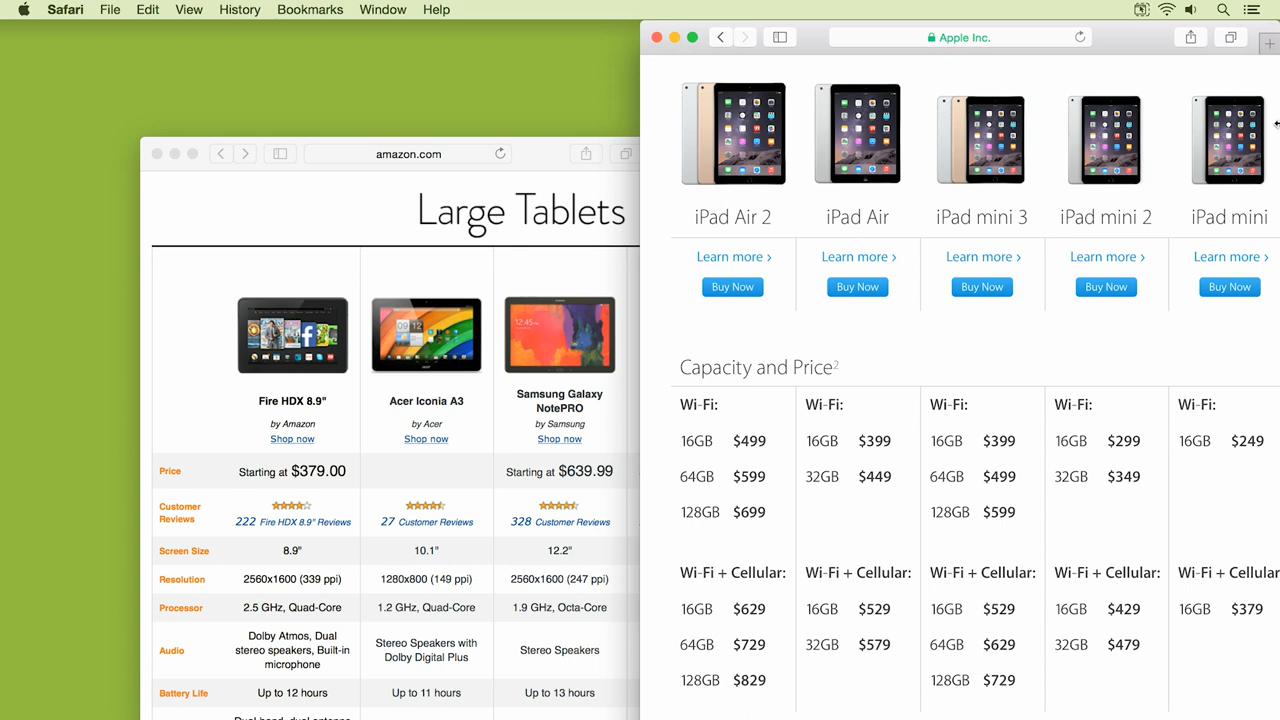 Safari File Edit View History Bookmarks Window Help
amazon.com
Large Tablets
Fire HDX 8.9"
by Amazon
Shop now
Acer Iconia A3
by Acer
Shop now
Samsung Galaxy
NotePRO
by Samsung
Shop now
Price Starting at $379.00 Starting at $639.99
Customer
Reviews
222 Fire HDX 8.9" Reviews 27 Customer Reviews 328 Customer Reviews
Screen Size 8.9" 10.1" 12.2"
Resolution 2560x1600 (339 ppi) 1280x800 (149 ppi) 2560x1600 (247 ppi)
Processor 2.5 GHz, Quad-Core 1.2 GHz, Quad-Core 1.9 GHz, Octa-Core
Audio
Dolby Atmos, Dual
stereo speakers, Built-in
microphone
Stereo Speakers with
Dolby Digital Plus
Stereo Speakers
Battery Life Up to 12 hours Up to 11 hours Up to 13 hours
Dual-band, dual-antenna
Apple Inc.
iPad Air 2 iPad Air iPad mini 3 iPad mini 2 iPad mini
Learn more › Learn more › Learn more › Learn more › Learn more ›
Buy Now Buy Now Buy Now Buy Now Buy Now
Capacity and Price2
Wi-Fi: Wi-Fi: Wi-Fi: Wi-Fi: Wi-Fi:
16GB $499 16GB $399 16GB $399 16GB $299 16GB $249
64GB $599 32GB $449 64GB $499 32GB $349
128GB $699 128GB $599
Wi-Fi + Cellular: Wi-Fi + Cellular: Wi-Fi + Cellular: Wi-Fi + Cellular: Wi-Fi + Cellular
16GB $629 16GB $529 16GB $529 16GB $429 16GB $379
64GB $729 32GB $579 64GB $629 32GB $479
128GB $829 128GB $729